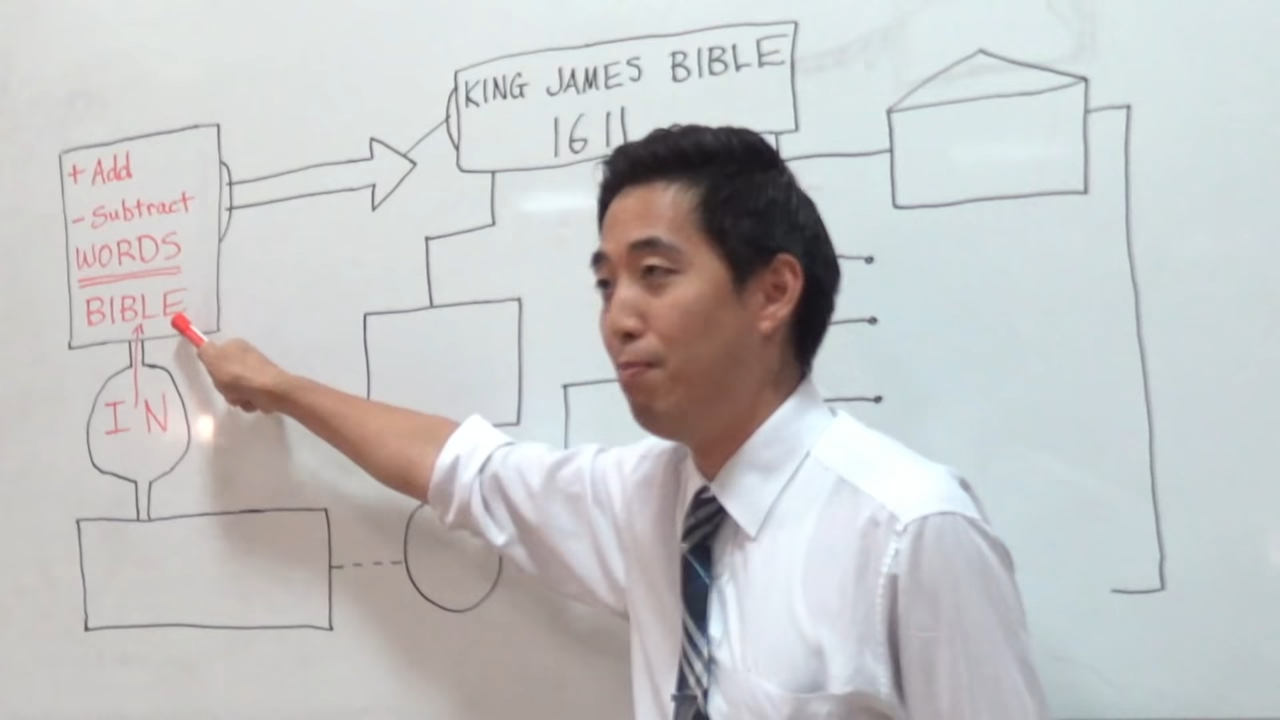 KING JAMES BIBLE
1611
+ Add
- Subtract
WORDS
BIBLE
IN